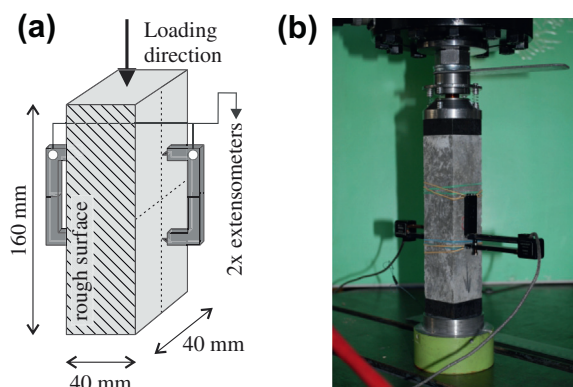 (a)
Loading
direction
160 mm
rough surface
2x extensometers
40 mm
40 mm
(b)